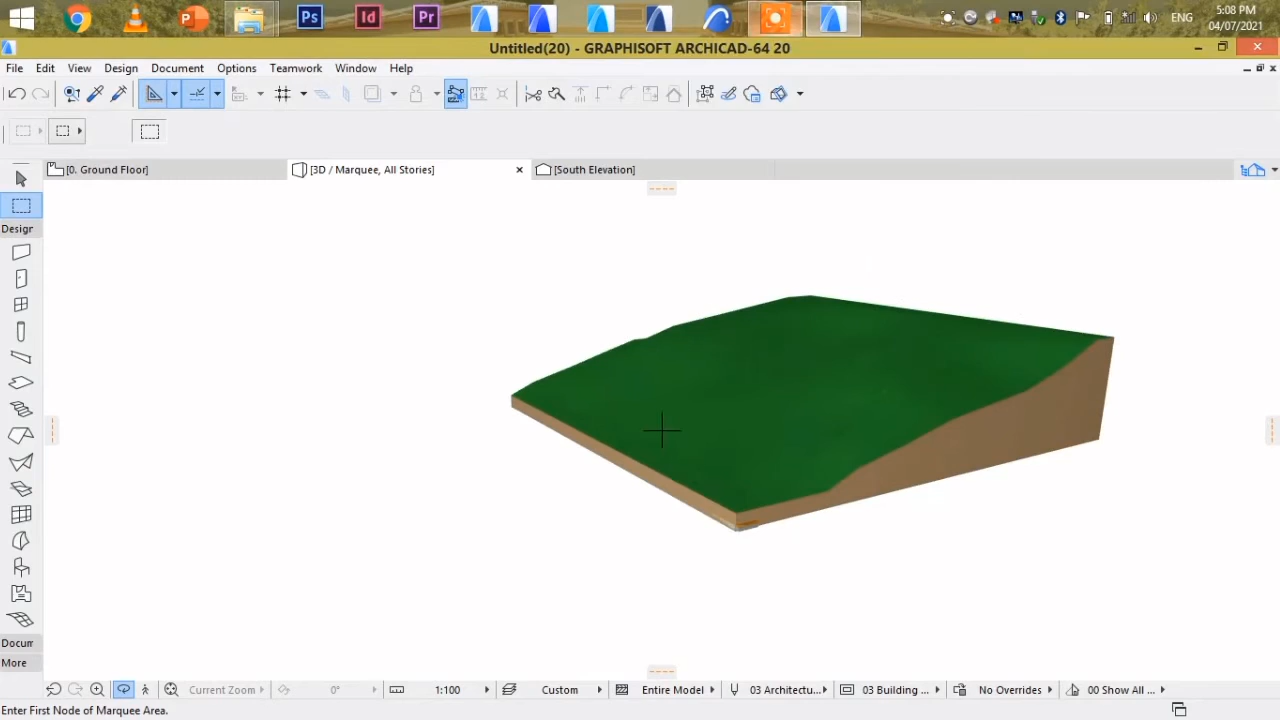 Ps
Id
Pr
P
ENG
5:08 PM
04/07/2021
Untitled(20) - GRAPHISOFT ARCHICAD-64 20
File Edit View Design Document Options Teamwork Window Help
[0. Ground Floor]
[3D / Marquee, All Stories]
[South Elevation]
Design
Docum
More
Current Zoom
0°
1:100
Custom
Entire Model
03 Architectu...
03 Building ...
No Overrides
00 Show All ...
Enter First Node of Marquee Area.